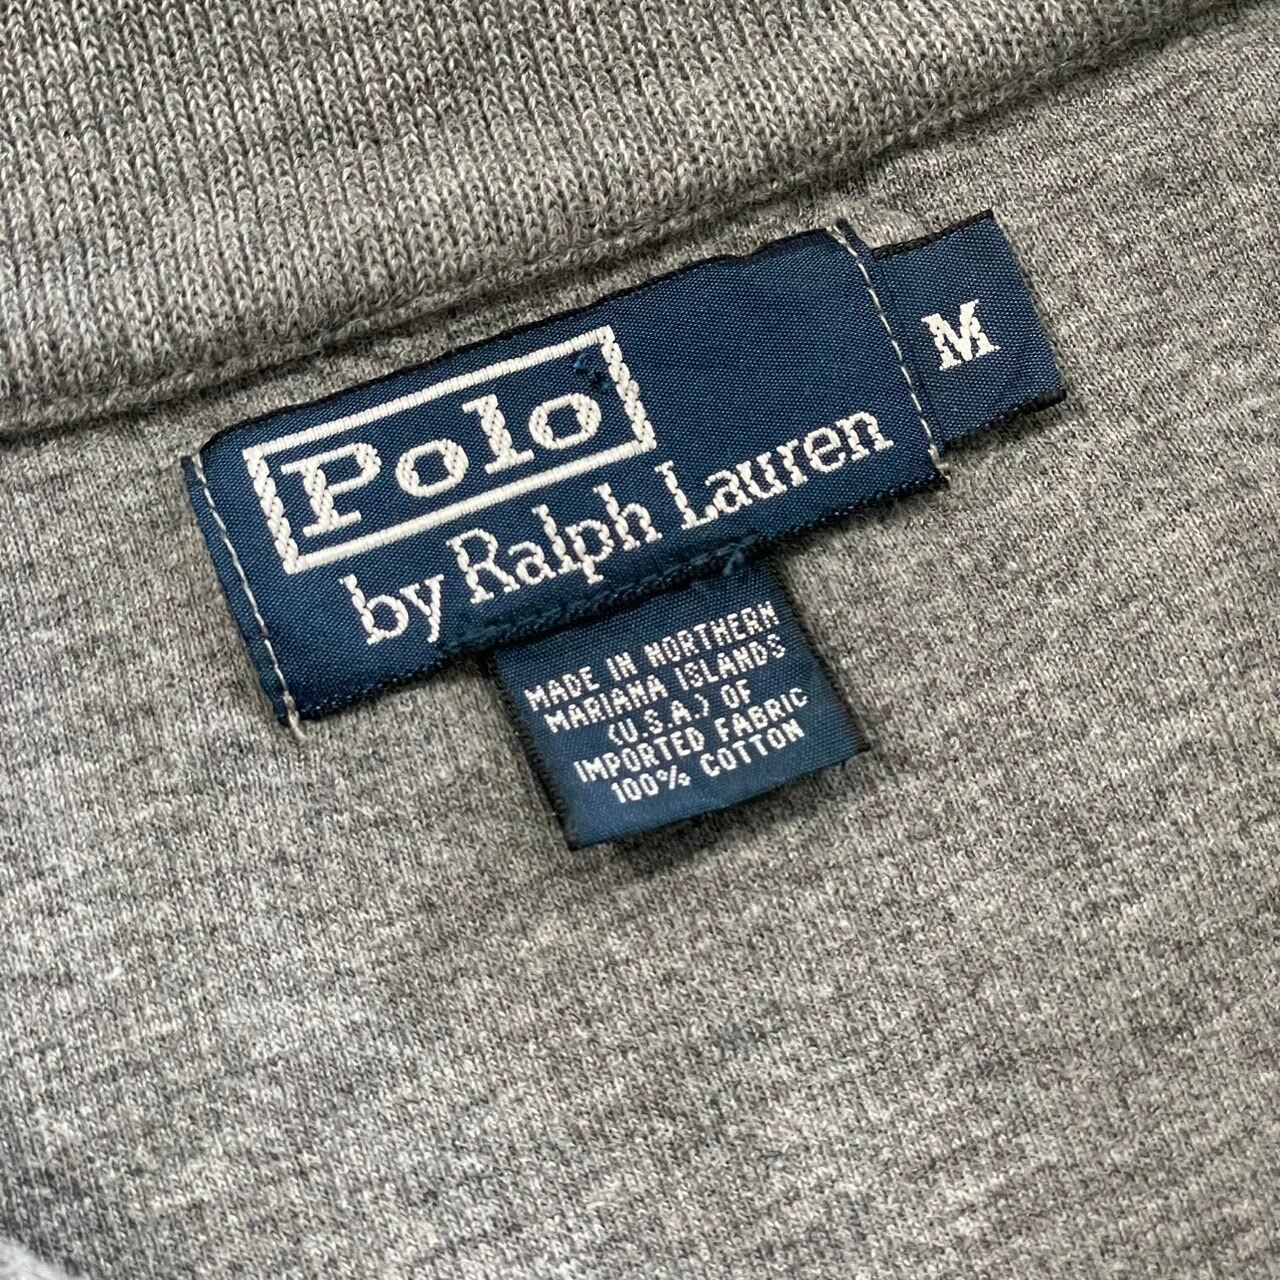 Polo
by Ralph Lauren
M
MADE IN NORTHERN
MARIANA ISLANDS
(U.S.A.) OF
IMPORTED FABRIC
100% COTTON